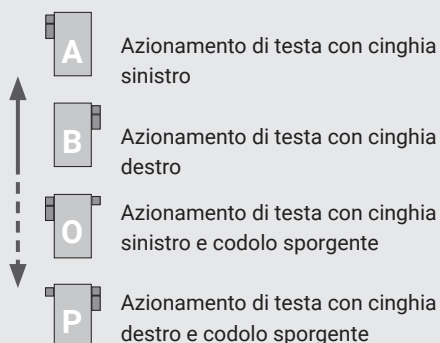 A
Azionamento di testa con cinghia
sinistro
B
Azionamento di testa con cinghia
destro
O
Azionamento di testa con cinghia
sinistro e codolo sporgente
P
Azionamento di testa con cinghia
destro e codolo sporgente